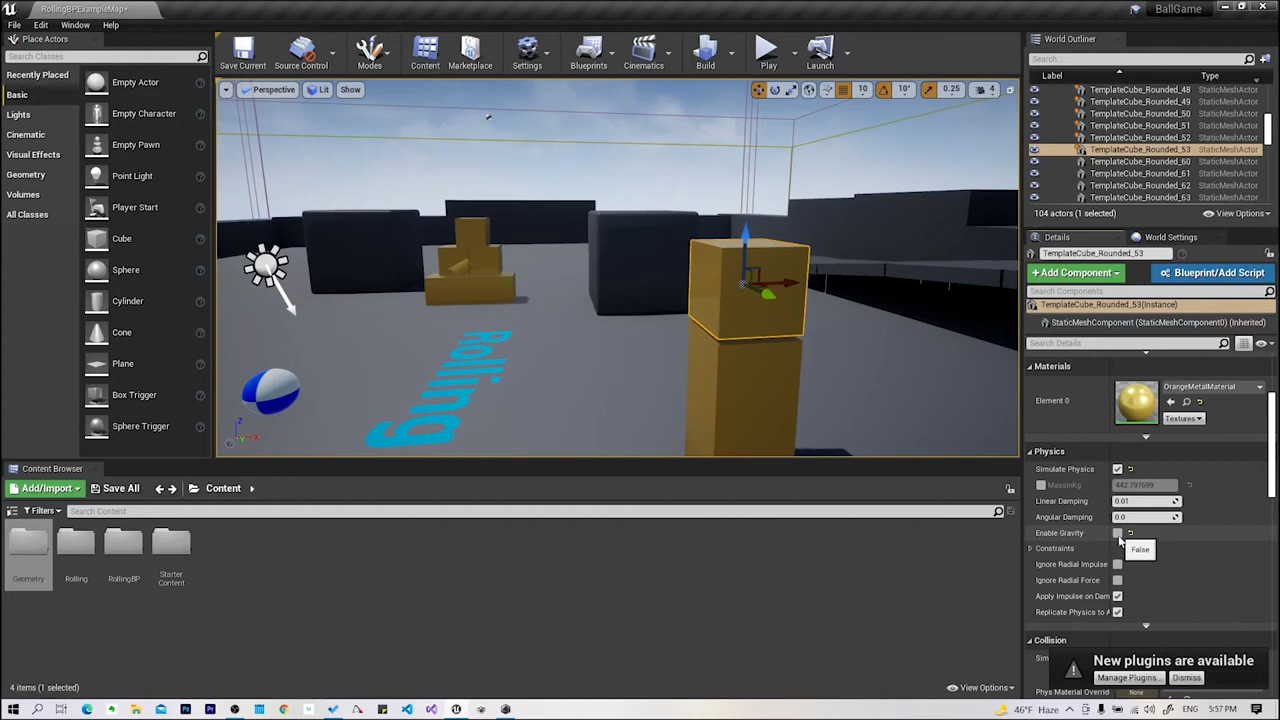 RollingBPExampleMap*
BallGame
File Edit Window Help
Place Actors
Search Classes
Recently Placed
Basic
Lights
Cinematic
Visual Effects
Geometry
Volumes
All Classes
Empty Actor
Empty Character
Empty Pawn
Point Light
Player Start
Cube
Sphere
Cylinder
Cone
Plane
Box Trigger
Sphere Trigger
Save Current
Source Control
Modes
Content
Marketplace
Settings
Blueprints
Cinematics
Build
Play
Launch
Perspective
Lit
Show
10
10°
0.25
4
Rolling
Z
X
Y
World Outliner
Search
Label Type
TemplateCube_Rounded_48 StaticMeshActor
TemplateCube_Rounded_49 StaticMeshActor
TemplateCube_Rounded_50 StaticMeshActor
TemplateCube_Rounded_51 StaticMeshActor
TemplateCube_Rounded_52 StaticMeshActor
TemplateCube_Rounded_53 StaticMeshActor
TemplateCube_Rounded_60 StaticMeshActor
TemplateCube_Rounded_61 StaticMeshActor
TemplateCube_Rounded_62 StaticMeshActor
TemplateCube_Rounded_63 StaticMeshActor
104 actors (1 selected)
View Options
Details
World Settings
TemplateCube_Rounded_53
+Add Component
Blueprint/Add Script
Search Components
TemplateCube_Rounded_53(Instance)
StaticMeshComponent (StaticMeshComponent0) (Inherited)
Search Details
Materials
Element 0
OrangeMetalMaterial
Textures
Physics
Simulate Physics
MassInKg 442.797699
Linear Damping 0.01
Angular Damping 0.0
Enable Gravity
False
Constraints
Ignore Radial Impulse
Ignore Radial Force
Apply Impulse on Dam
Replicate Physics to A
Collision
Sim
Phys Material Overrid
None
New plugins are available
Manage Plugins...
Dismiss
Content Browser
Add/Import
Save All
Content
Filters
Search Content
Geometry
Rolling
RollingBP
Starter
Content
4 items (1 selected)
View Options
46°F Haze
5:57 PM